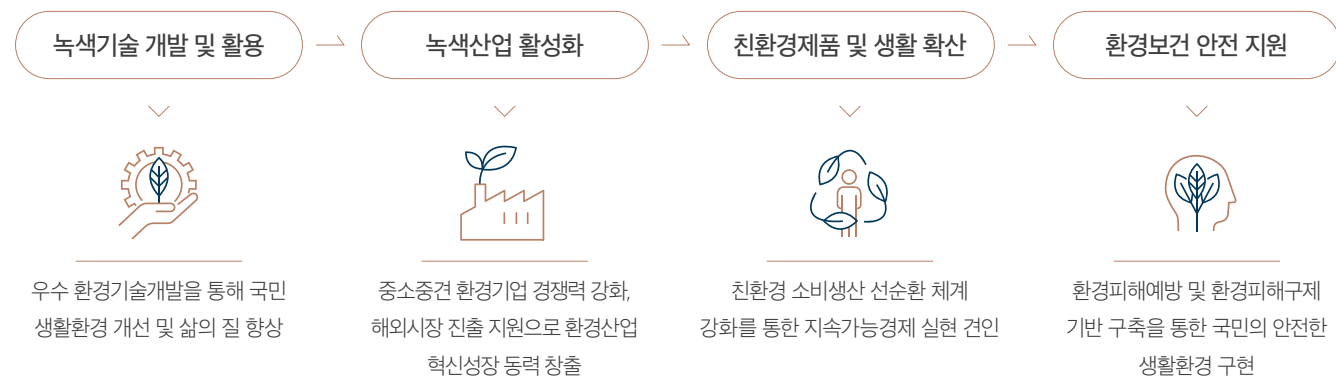 녹색기술 개발 및 활용
녹색산업 활성화
친환경제품 및 생활 확산
환경보건 안전 지원
우수 환경기술개발을 통해 국민
생활환경 개선 및 삶의 질 향상
중소중견 환경기업 경쟁력 강화,
해외시장 진출 지원으로 환경산업
혁신성장 동력 창출
친환경 소비생산 선순환 체계
강화를 통한 지속가능경제 실현 견인
환경피해예방 및 환경피해구제
기반 구축을 통한 국민의 안전한
생활환경 구현